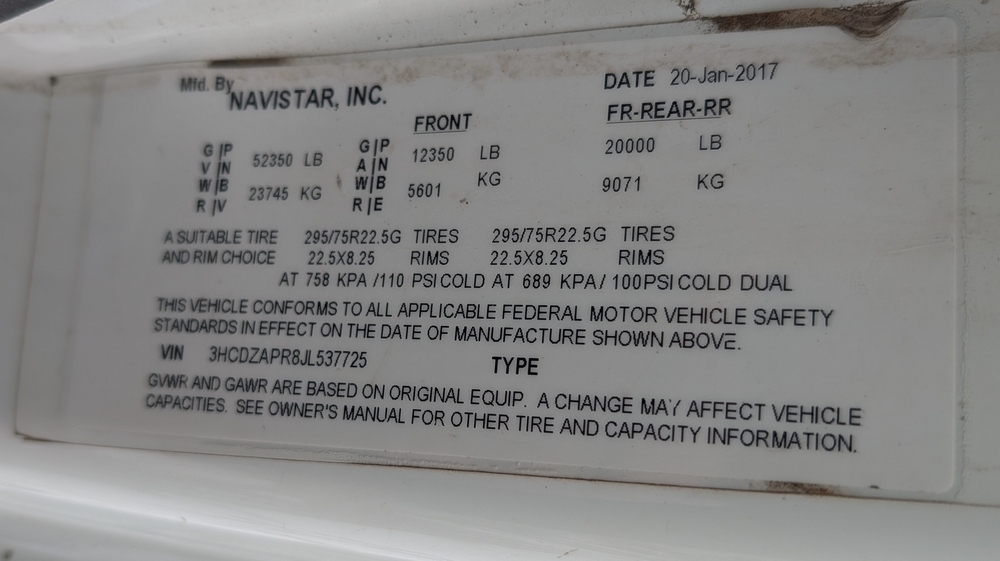 Mfd. By NAVISTAR, INC. DATE 20-Jan-2017
FRONT FR-REAR-RR
G|P 52350 LB G|P 12350 LB 20000 LB
V|N A|N
W|B 23745 KG W|B 5601 KG 9071 KG
R|V R|E
A SUITABLE TIRE 295/75R22.5G TIRES 295/75R22.5G TIRES
AND RIM CHOICE 22.5X8.25 RIMS 22.5X8.25 RIMS
AT 758 KPA /110 PSI COLD AT 689 KPA / 100PSI COLD DUAL
THIS VEHICLE CONFORMS TO ALL APPLICABLE FEDERAL MOTOR VEHICLE SAFETY
STANDARDS IN EFFECT ON THE DATE OF MANUFACTURE SHOWN ABOVE.
VIN 3HCDZAPR8JL537725 TYPE
GVWR AND GAWR ARE BASED ON ORIGINAL EQUIP. A CHANGE MAY AFFECT VEHICLE
CAPACITIES. SEE OWNER'S MANUAL FOR OTHER TIRE AND CAPACITY INFORMATION.